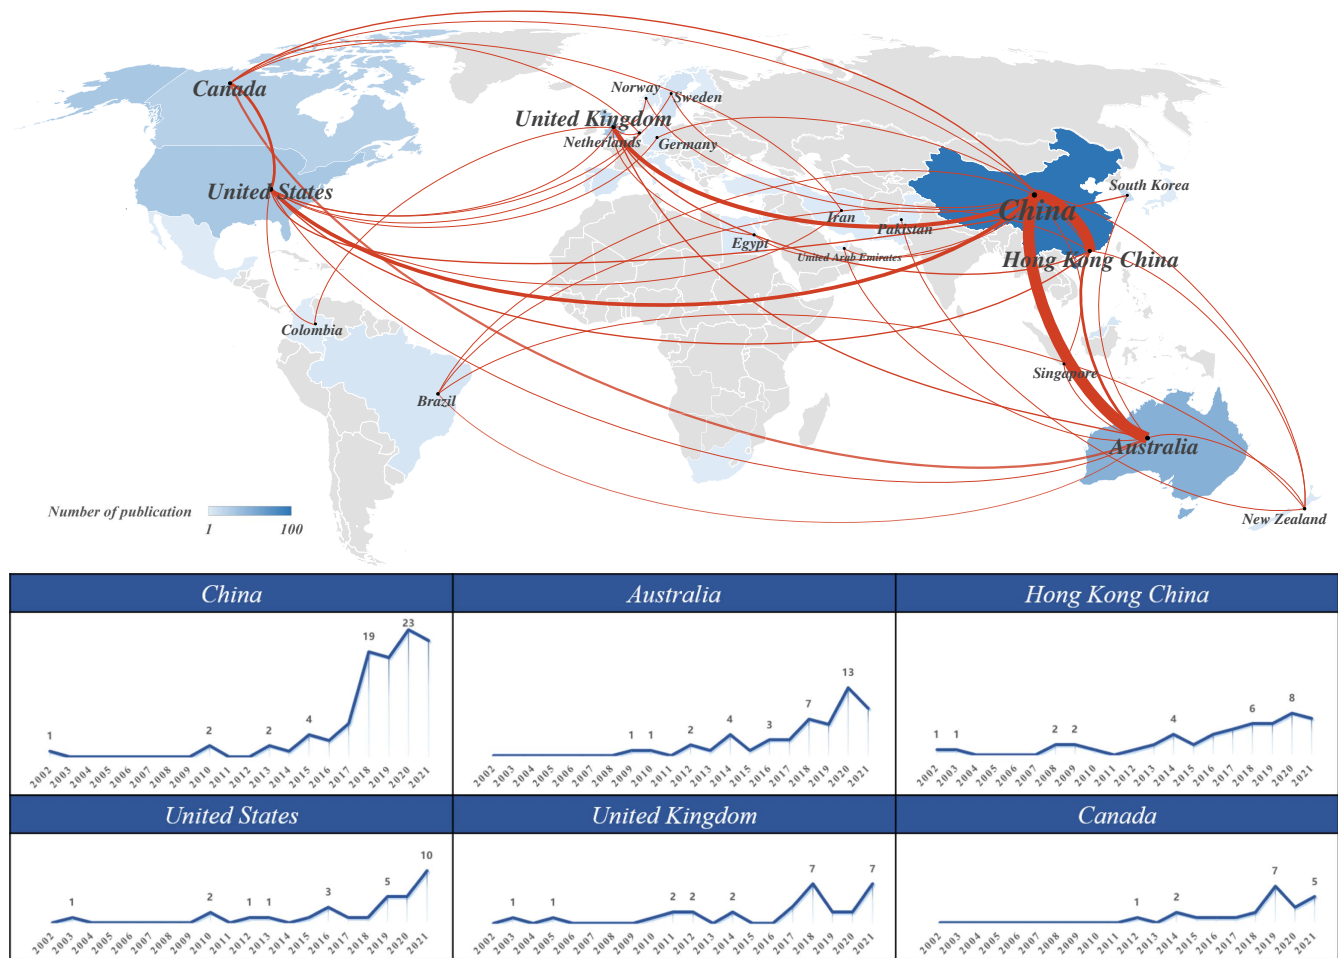 Canada
Norway
Sweden
United Kingdom
Netherlands
Germany
United States
South Korea
China
Iran
Pakistan
Egypt
United Arab Emirates
Hong Kong China
Colombia
Singapore
Brazil
Australia
Number of publication
1 100
New Zealand
China Australia Hong Kong China
1 2 2 4 19 23
2002 2003 2004 2005 2006 2007 2008 2009 2010 2011 2012 2013 2014 2015 2016 2017 2018 2019 2020 2021
1 1 2 4 3 7 13
2002 2003 2004 2005 2006 2007 2008 2009 2010 2011 2012 2013 2014 2015 2016 2017 2018 2019 2020 2021
1 1 2 2 4 6 8
2002 2003 2004 2005 2006 2007 2008 2009 2010 2011 2012 2013 2014 2015 2016 2017 2018 2019 2020 2021
United States United Kingdom Canada
1 2 1 1 3 5 10
2002 2003 2004 2005 2006 2007 2008 2009 2010 2011 2012 2013 2014 2015 2016 2017 2018 2019 2020 2021
1 1 2 2 2 7 7
2002 2003 2004 2005 2006 2007 2008 2009 2010 2011 2012 2013 2014 2015 2016 2017 2018 2019 2020 2021
1 2 7 5
2002 2003 2004 2005 2006 2007 2008 2009 2010 2011 2012 2013 2014 2015 2016 2017 2018 2019 2020 2021